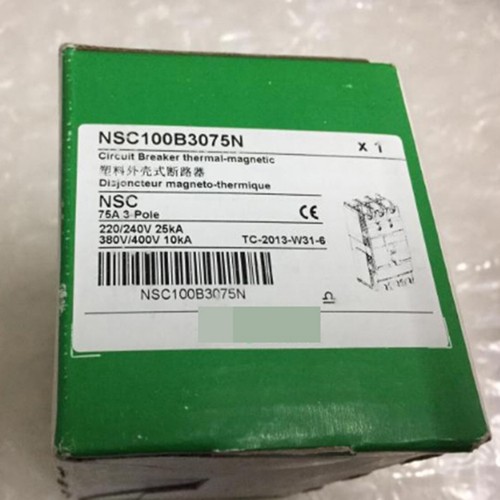 NSC100B3075N
x 1
Circuit Breaker thermal-magnetic
塑料外壳式断路器
Disjoncteur magneto-thermique
NSC
75A 3-Pole
CE
220/240V 25kA
380V/400V 10kA
TC-2013-W31-6
NSC100B3075N